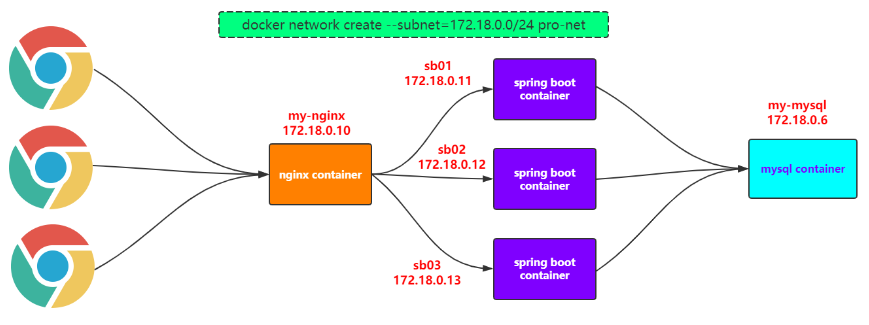 docker network create --subnet=172.18.0.0/24 pro-net
my-nginx
172.18.0.10
nginx container
sb01
172.18.0.11
spring boot
container
sb02
172.18.0.12
spring boot
container
sb03
172.18.0.13
spring boot
container
my-mysql
172.18.0.6
mysql container